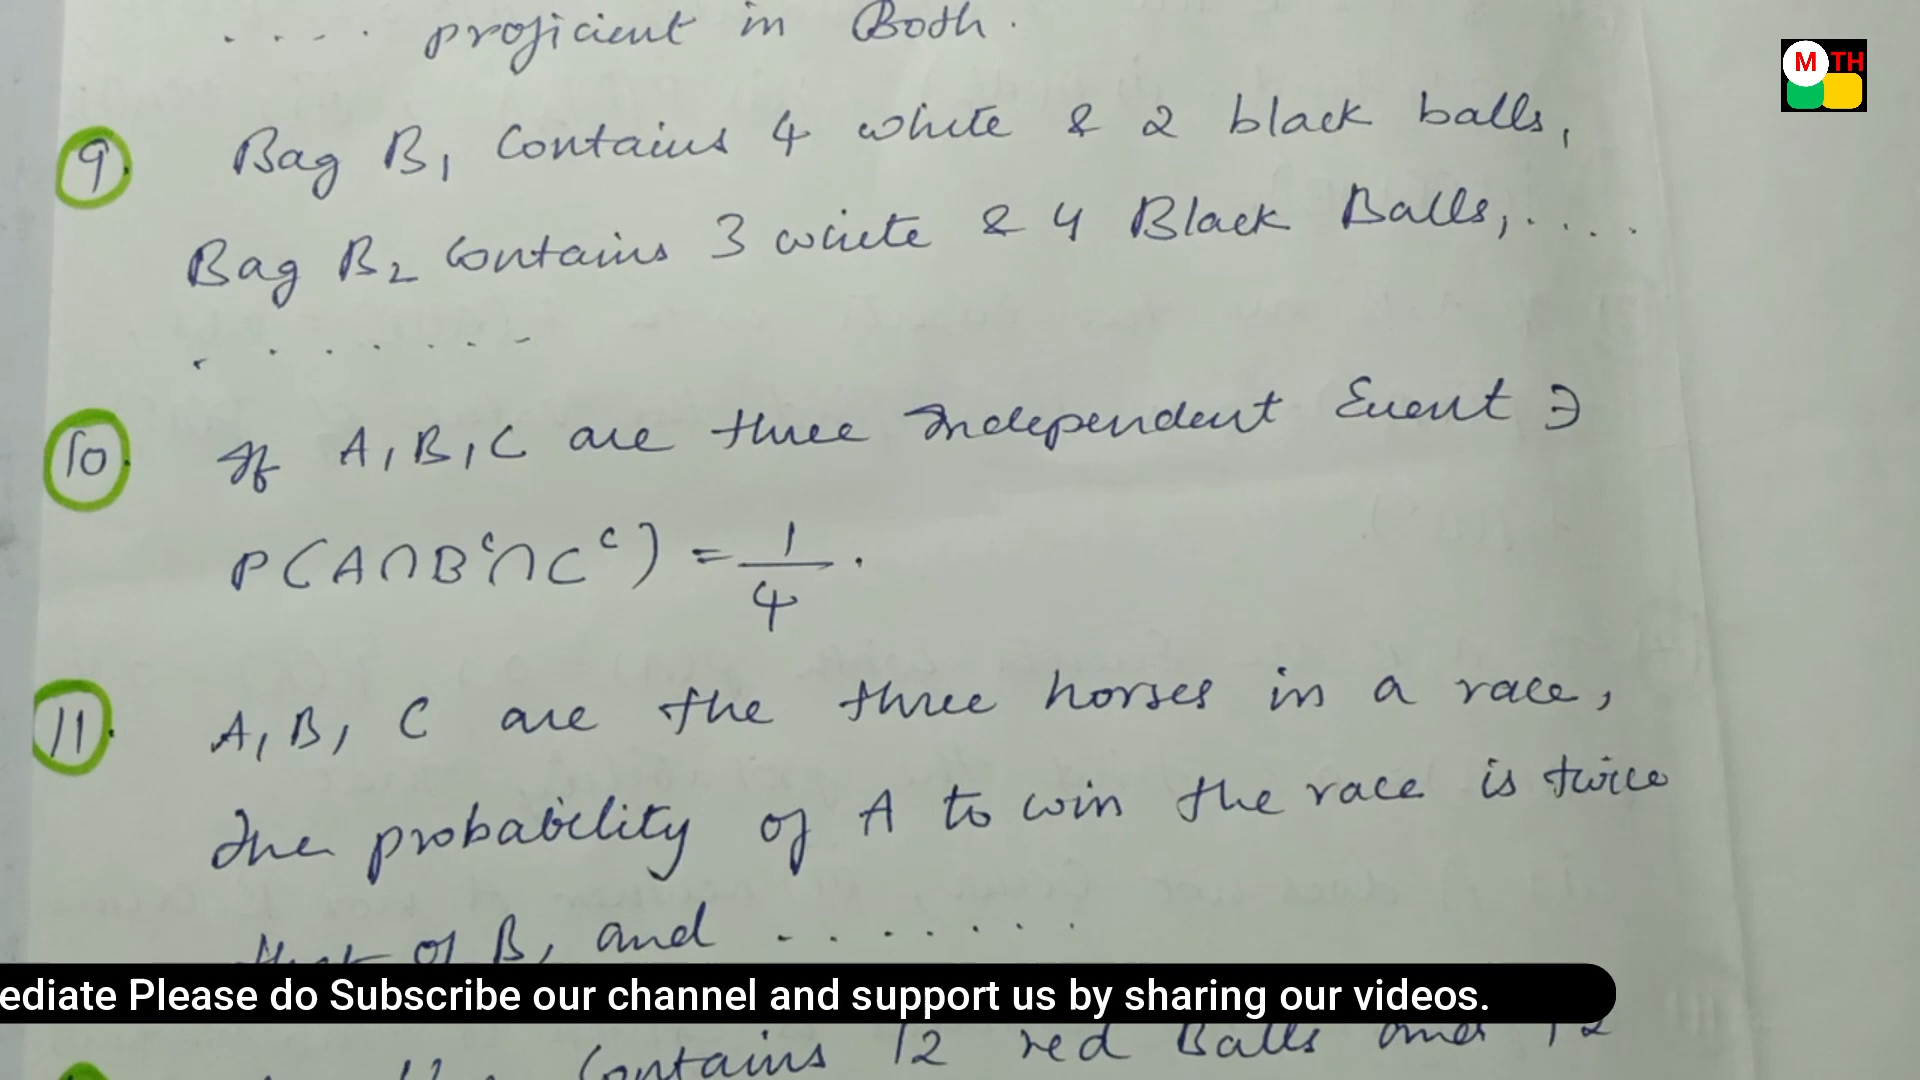 .... proficient in Both.
M TH
9. Bag B1 Contains 4 white & 2 black balls,
Bag B2 Contains 3 white & 4 Black Balls,....
.......
10. If A, B, C are three Independent Event ∋
P(A∩Bᶜ∩Cᶜ) = 1/4.
11. A, B, C are the three horses in a race,
The probability of A to win the race is twice
that of B, and .......
ediate Please do Subscribe our channel and support us by sharing our videos.
Contains 12 red Balls and 12